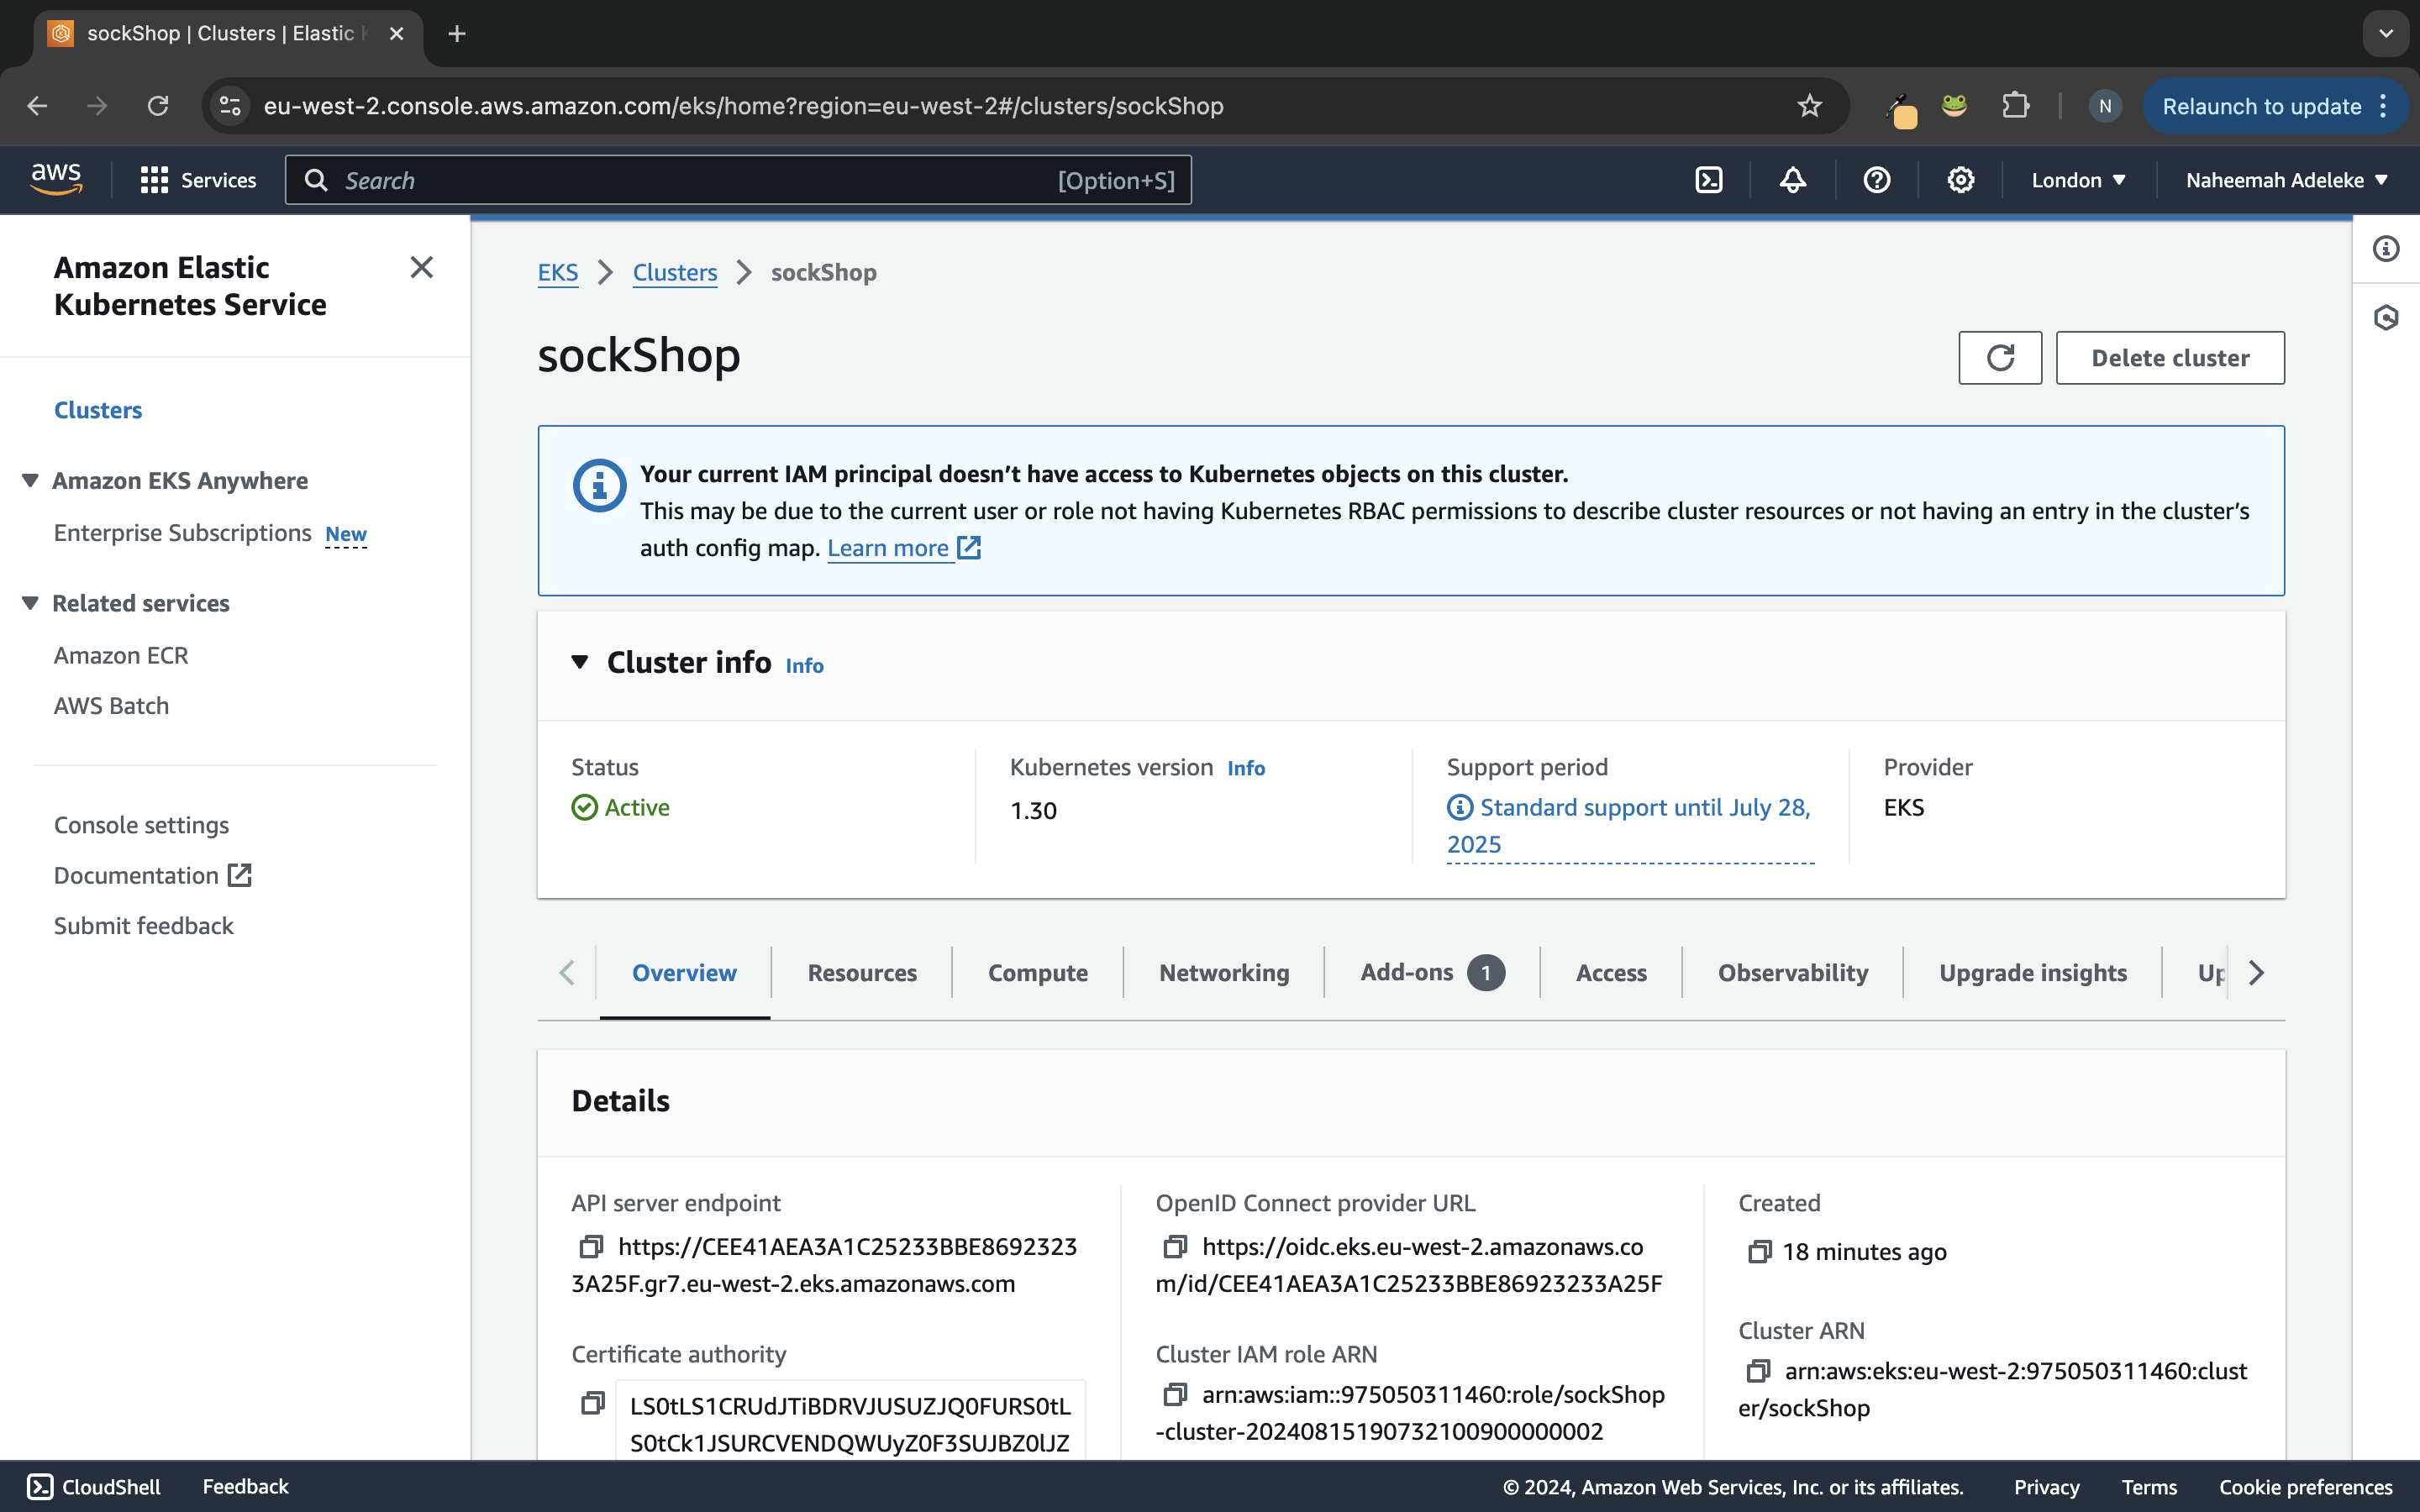 sockShop | Clusters | Elastic
eu-west-2.console.aws.amazon.com/eks/home?region=eu-west-2#/clusters/sockShop
N
Relaunch to update
aws
Services
Search
[Option+S]
London
Naheemah Adeleke
Amazon Elastic
Kubernetes Service
Clusters
Amazon EKS Anywhere
Enterprise Subscriptions New
Related services
Amazon ECR
AWS Batch
Console settings
Documentation
Submit feedback
EKS
Clusters
sockShop
sockShop
Delete cluster
Your current IAM principal doesn’t have access to Kubernetes objects on this cluster.
This may be due to the current user or role not having Kubernetes RBAC permissions to describe cluster resources or not having an entry in the cluster’s
auth config map. Learn more
Cluster info Info
Status
Active
Kubernetes version Info
1.30
Support period
Standard support until July 28,
2025
Provider
EKS
Overview
Resources
Compute
Networking
Add-ons 1
Access
Observability
Upgrade insights
Up
Details
API server endpoint
https://CEE41AEA3A1C25233BBE8692323
3A25F.gr7.eu-west-2.eks.amazonaws.com
Certificate authority
LS0tLS1CRUdJTiBDRVJUSUZJQ0FURS0tL
S0tCk1JSURCVENDQWUyZ0F3SUJBZ0lJZ
OpenID Connect provider URL
https://oidc.eks.eu-west-2.amazonaws.co
m/id/CEE41AEA3A1C25233BBE86923233A25F
Cluster IAM role ARN
arn:aws:iam::975050311460:role/sockShop
-cluster-20240815190732100900000002
Created
18 minutes ago
Cluster ARN
arn:aws:eks:eu-west-2:975050311460:clust
er/sockShop
CloudShell
Feedback
© 2024, Amazon Web Services, Inc. or its affiliates.
Privacy
Terms
Cookie preferences